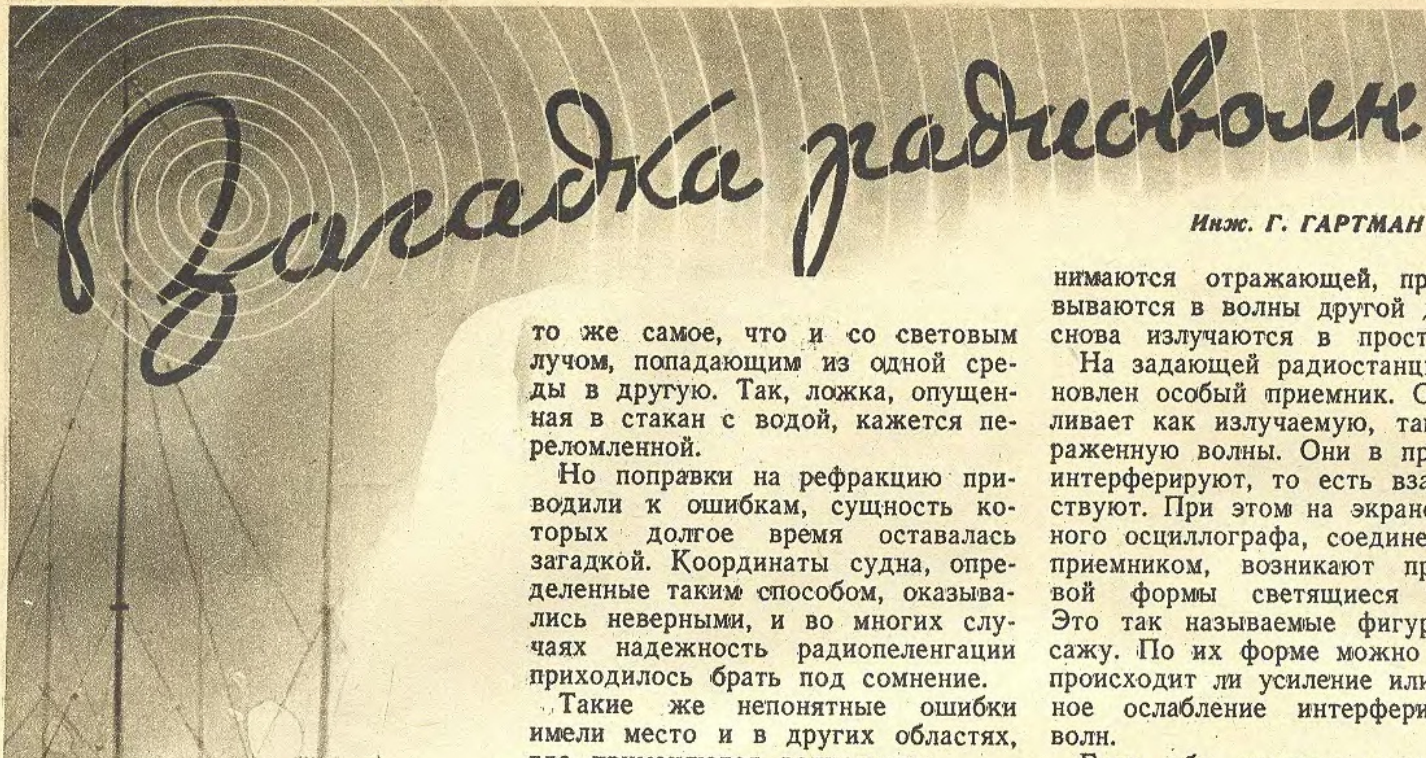 Загадка радиоволн
Инж. Г. ГАРТМАН
то же самое, что и со световым
лучом, попадающим из одной сре-
ды в другую. Так, ложка, опущен-
ная в стакан с водой, кажется пе-
реломленной.
Но поправки на рефракцию при-
водили к ошибкам, сущность ко-
торых долгое время оставалась
загадкой. Координаты судна, опре-
деленные таким способом, оказыва-
лись неверными, и во многих слу-
чаях надежность радиопеленгации
приходилось брать под сомнение.
Такие же непонятные ошибки
имели место и в других областях,
нимаются отражающей, пр
вываются в волны другой
снова излучаются в прост
На задающей радиостанц
новлен особый приемник. О
ливает как излучаемую, та
раженную волны. Они в пр
интерферируют, то есть вза
ствуют. При этом на экран
ного осциллографа, соедине
приемником, возникают пр
вой формы светящиеся
Это так называемые фигур
сажу. По их форме можно
происходит ли усиление или
ное ослабление интерфери
волн.